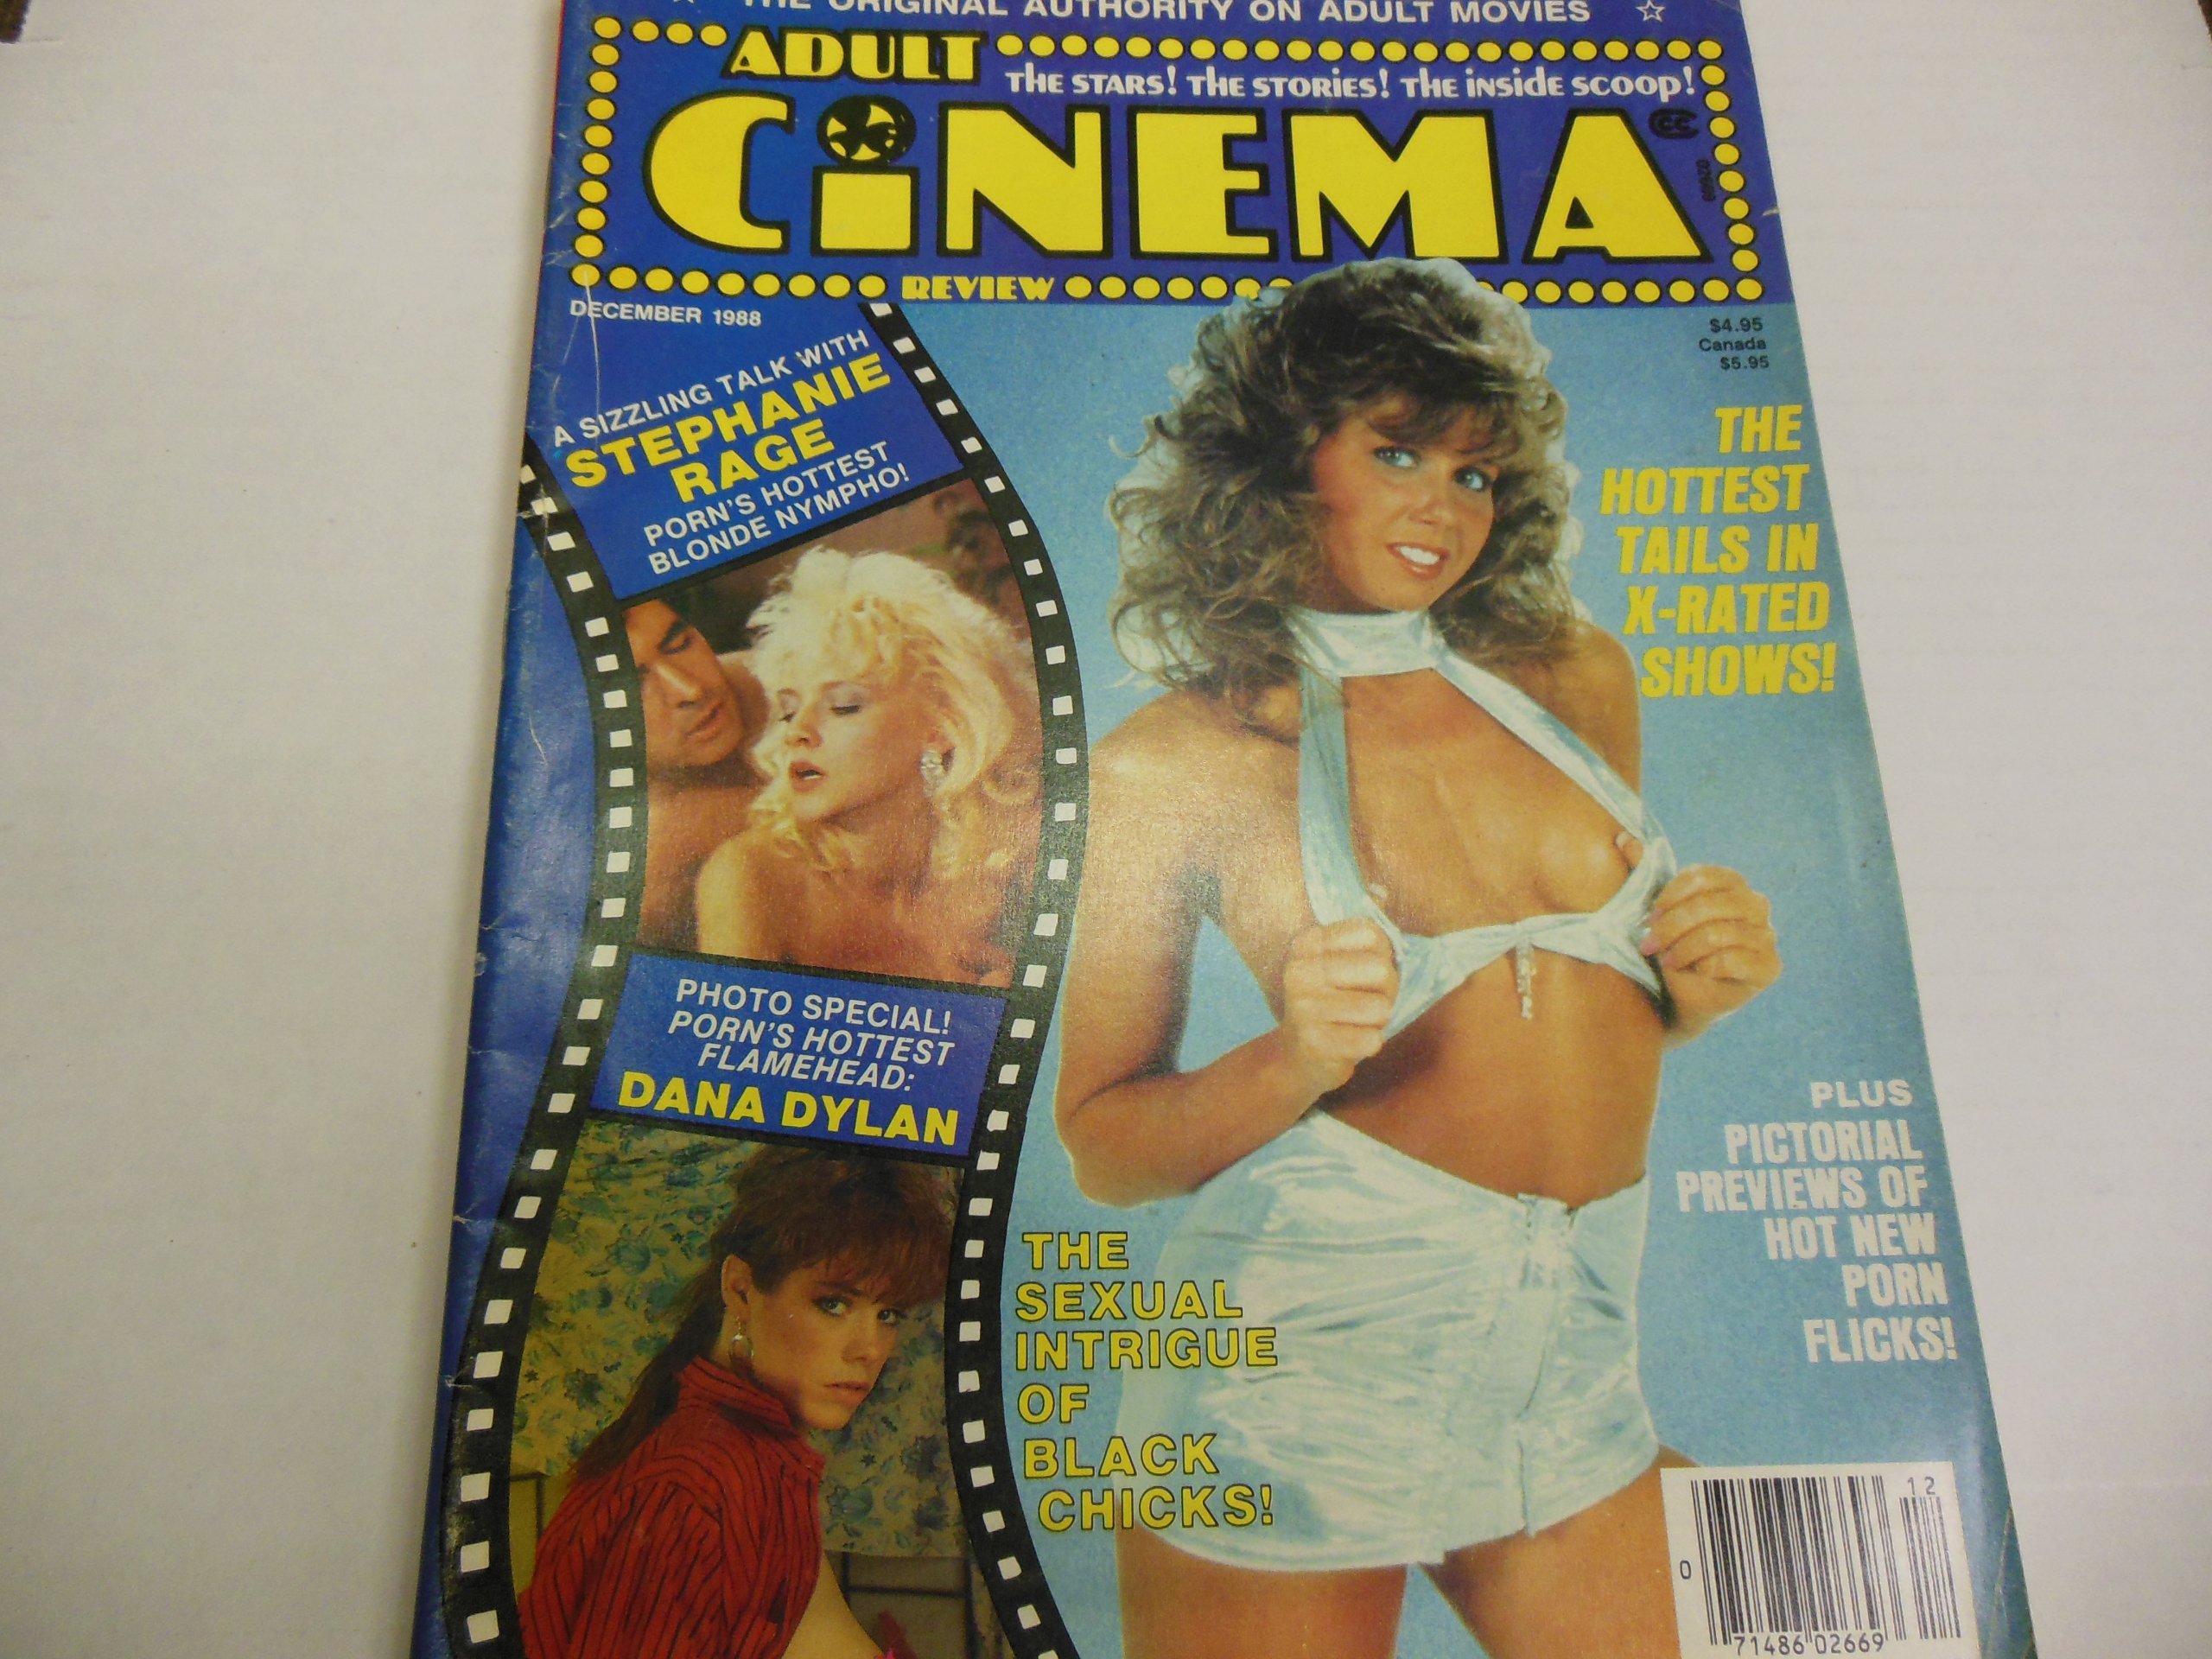 THE ORIGINAL AUTHORITY ON ADULT MOVIES
ADULT
THE STARS! THE STORIES! THE inside scoop!
CiNEMA
REVIEW
DECEMBER 1988
$4.95
Canada
$5.95
A SIZZLING TALK WITH
STEPHANIE
RAGE
PORN'S HOTTEST
BLONDE NYMPHO!
THE
HOTTEST
TAILS IN
X-RATED
SHOWS!
PHOTO SPECIAL!
PORN'S HOTTEST
FLAMEHEAD:
DANA DYLAN
PLUS
PICTORIAL
PREVIEWS OF
HOT NEW
PORN
FLICKS!
THE
SEXUAL
INTRIGUE
OF
BLACK
CHICKS!
12
0
71486 02669